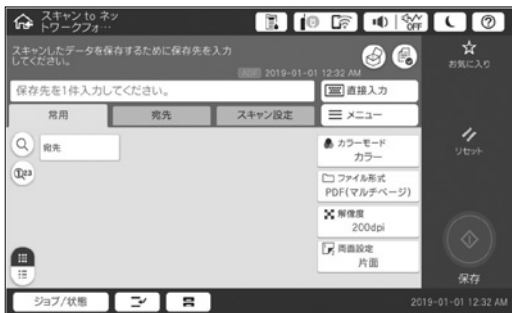 スキャン to ネッ
トワークフォ…
OFF
スキャンしたデータを保存するために保存先を入力
してください。
2019-01-01 12:32 AM
お気に入り
保存先を1件入力してください。
直接入力
常用
宛先
スキャン設定
メニュー
宛先
カラーモード
カラー
リセット
123
ファイル形式
PDF(マルチページ)
解像度
200dpi
両面設定
片面
保存
ジョブ/状態
2019-01-01 12:32 AM